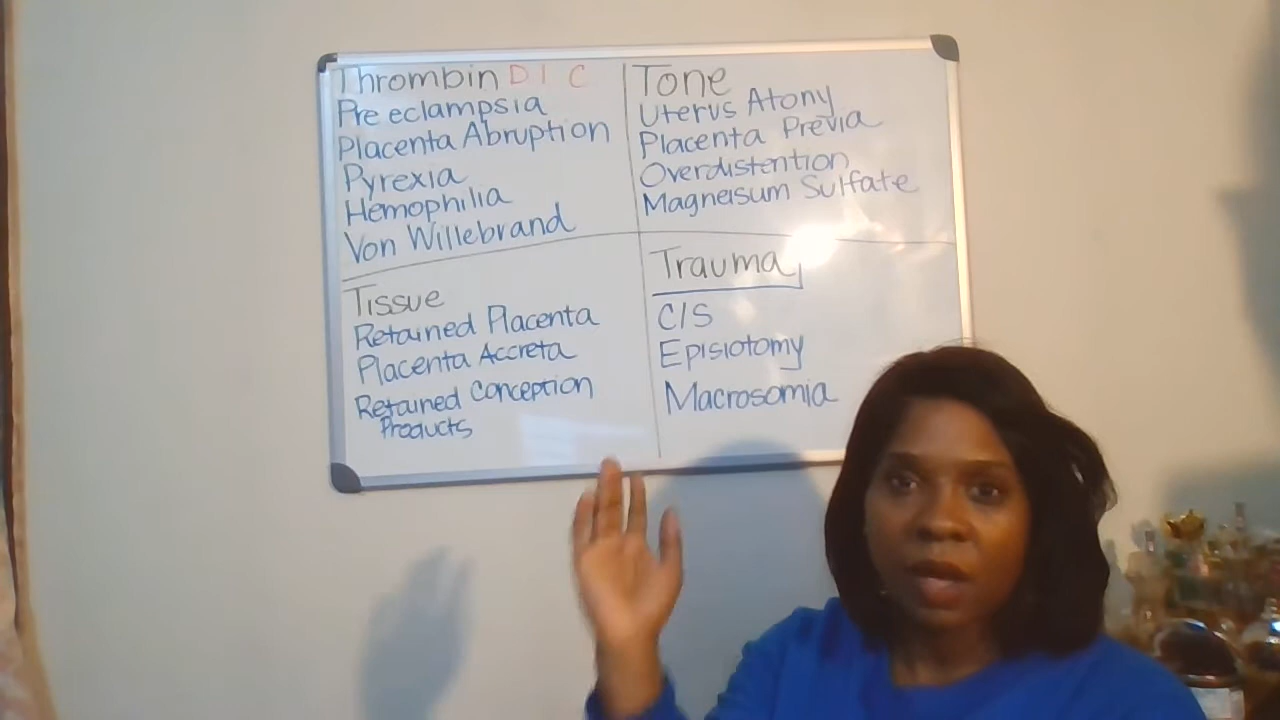 Thrombin D I C
Pre eclampsia
Placenta Abruption
Pyrexia
Hemophilia
Von Willebrand
Tone
Uterus Atony
Placenta Previa
Overdistention
Magneisum Sulfate
Tissue
Retained Placenta
Placenta Accreta
Retained Conception
Products
Trauma
C/S
Episiotomy
Macrosomia